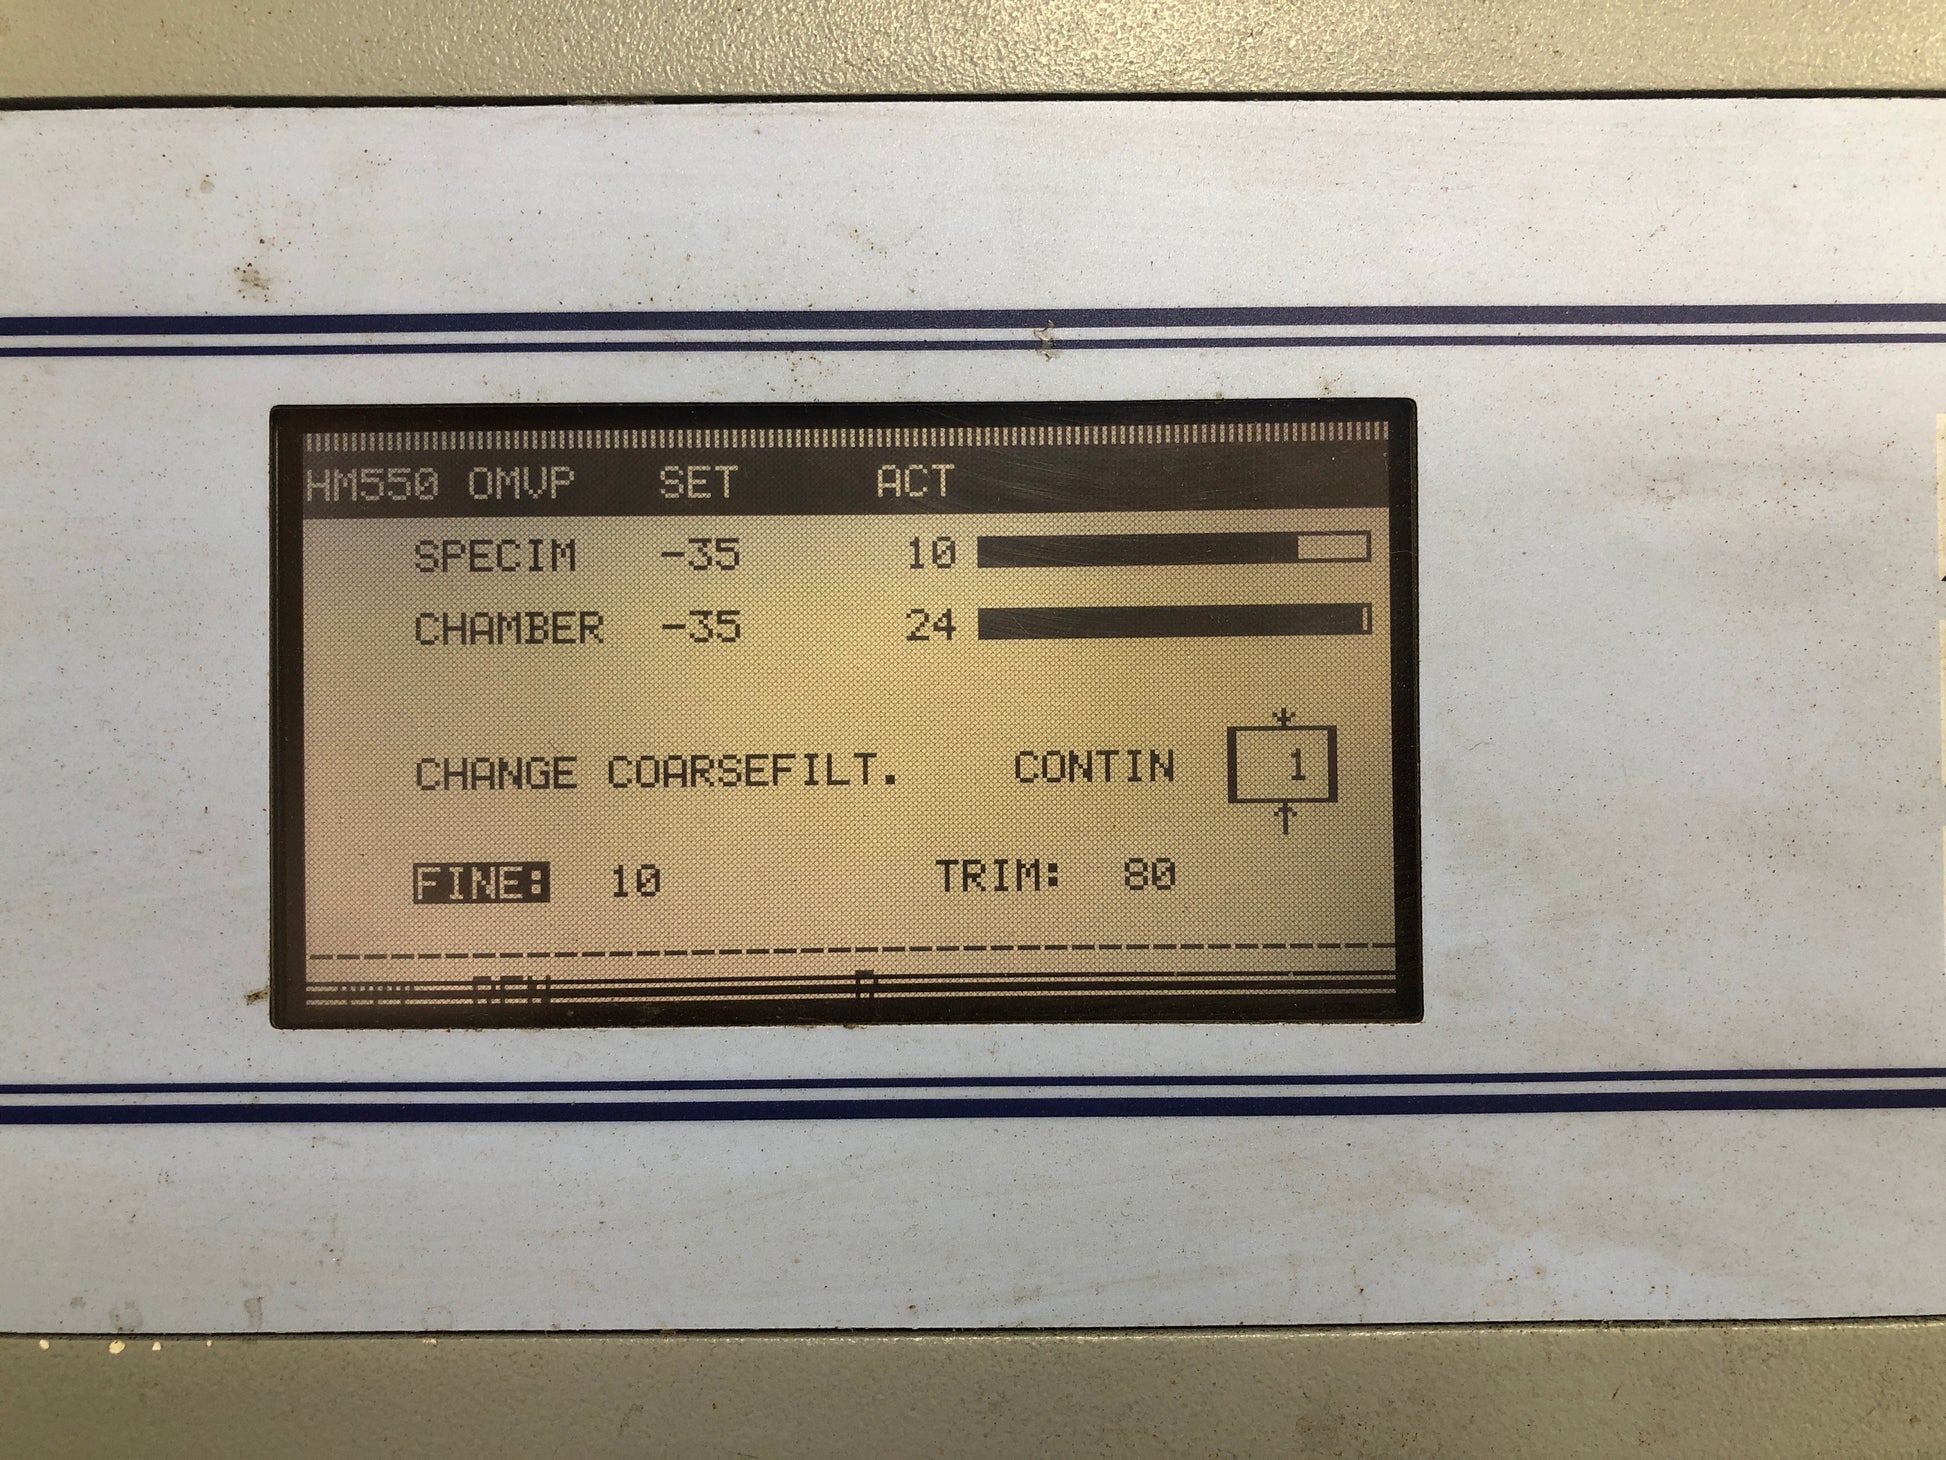 HM550 OMVP SET ACT
SPECIM -35 10
CHAMBER -35 24
CHANGE COARSEFILT. CONTIN 1
FINE: 10 TRIM: 80